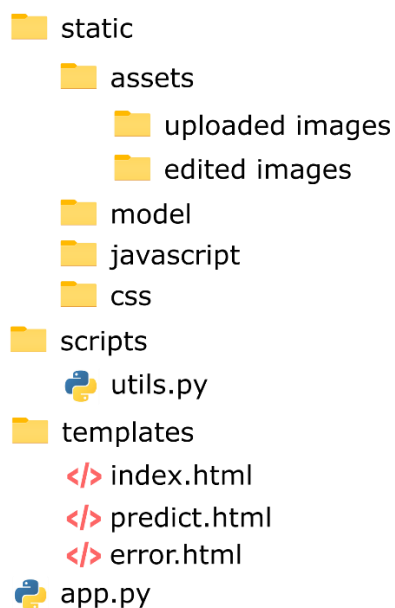 static
assets
uploaded images
edited images
model
javascript
css
scripts
utils.py
templates
</> index.html
</> predict.html
</> error.html
app.py